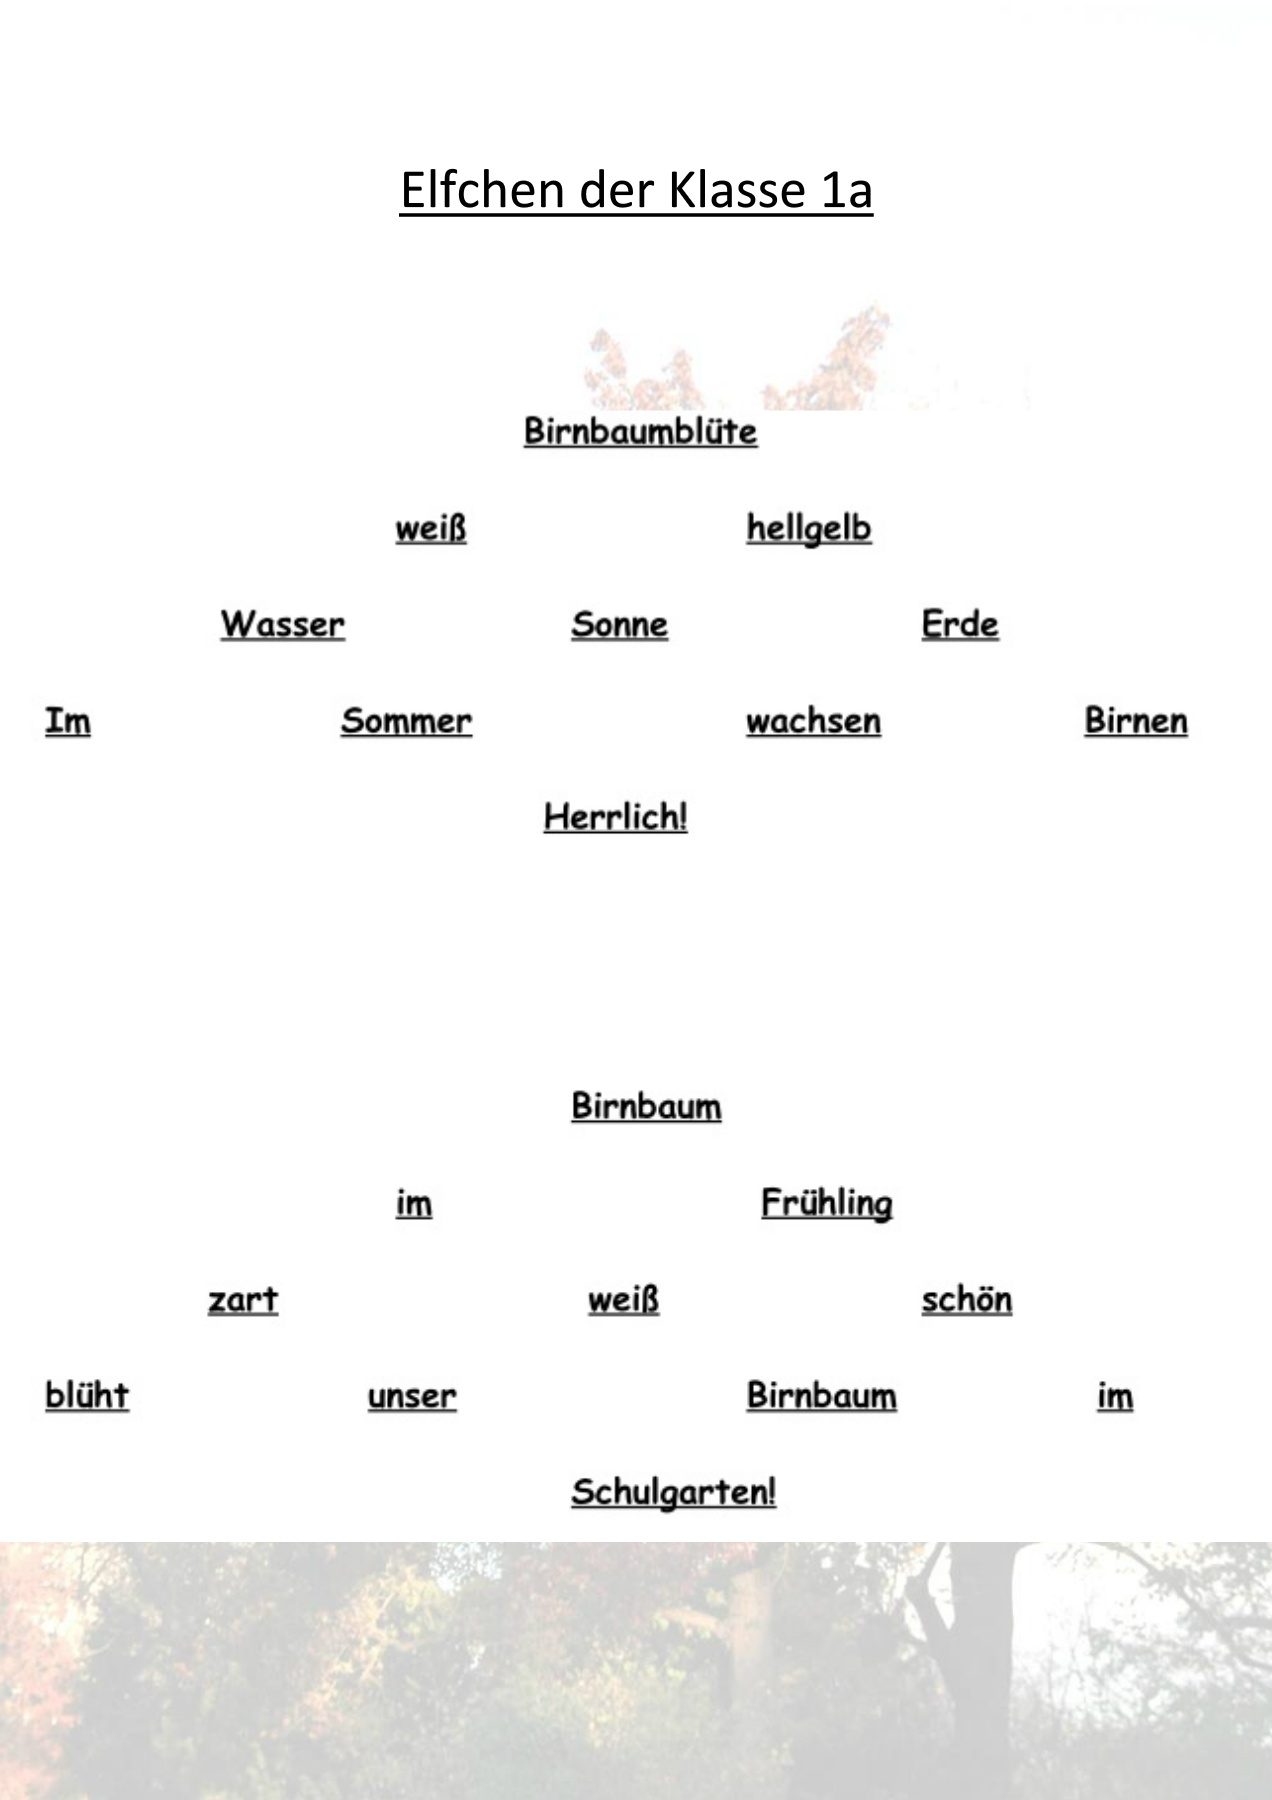 Elfchen der Klasse 1a
Birnbaumblüte
weiß hellgelb
Wasser Sonne Erde
Im Sommer wachsen Birnen
Herrlich!
Birnbaum
im Frühling
zart weiß schön
blüht unser Birnbaum im
Schulgarten!